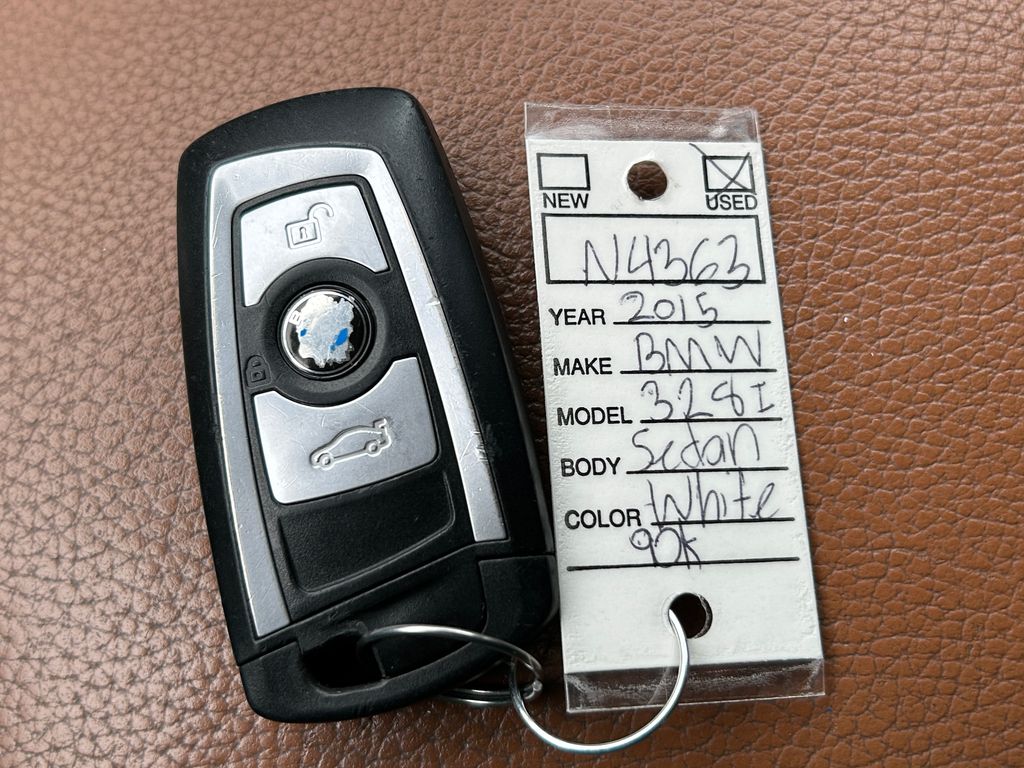 NEW USED
N4363
YEAR 2015
MAKE BMW
MODEL 328I
BODY Sedan
COLOR White
90K